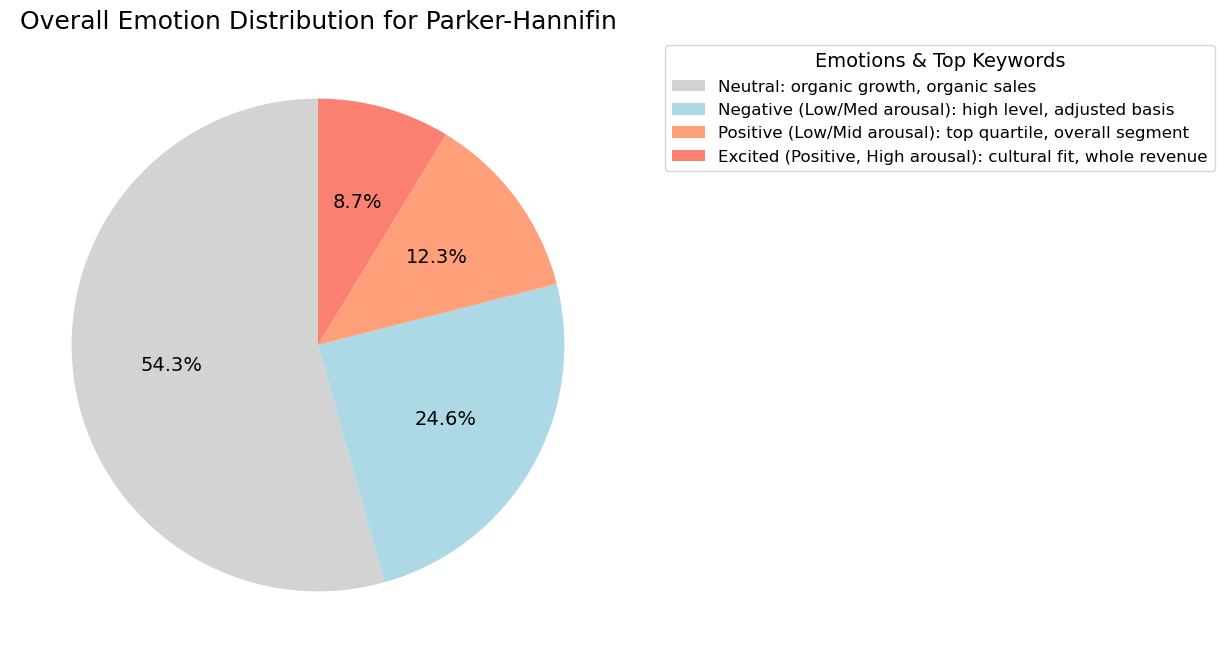 Overall Emotion Distribution for Parker-Hannifin
Emotions & Top Keywords
Neutral: organic growth, organic sales
Negative (Low/Med arousal): high level, adjusted basis
Positive (Low/Mid arousal): top quartile, overall segment
Excited (Positive, High arousal): cultural fit, whole revenue
8.7%
12.3%
54.3%
24.6%